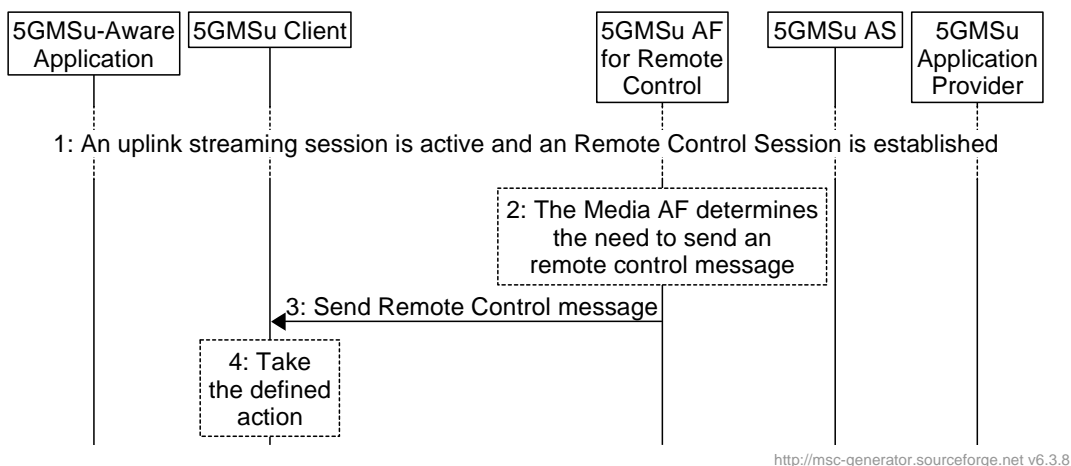 5GMSu-Aware
Application
5GMSu Client
5GMSu AF
for Remote
Control
5GMSu AS
5GMSu
Application
Provider
1: An uplink streaming session is active and an Remote Control Session is established
2: The Media AF determines
the need to send an
remote control message
3: Send Remote Control message
4: Take
the defined
action
http://msc-generator.sourceforge.net v6.3.8